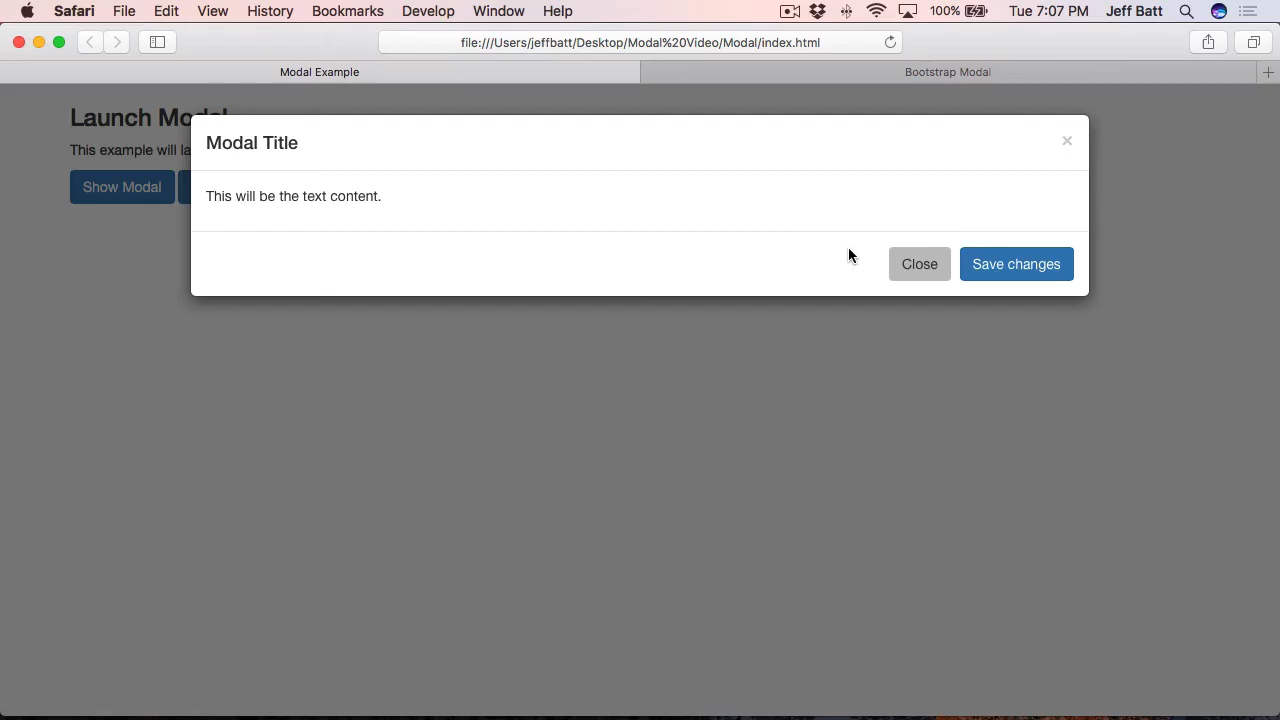 Safari File Edit View History Bookmarks Develop Window Help 100% Tue 7:07 PM Jeff Batt
file:///Users/jeffbatt/Desktop/Modal%20Video/Modal/index.html
Modal Example Bootstrap Modal
Launch Modal
This example will la
Show Modal
Modal Title ×
This will be the text content.
Close Save changes